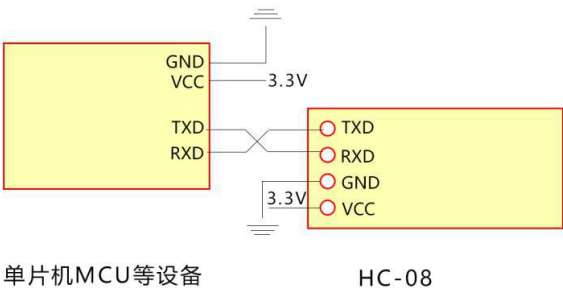 GND
VCC
3.3V
TXD
RXD
TXD
RXD
GND
3.3V
VCC
单片机MCU等设备
HC-08